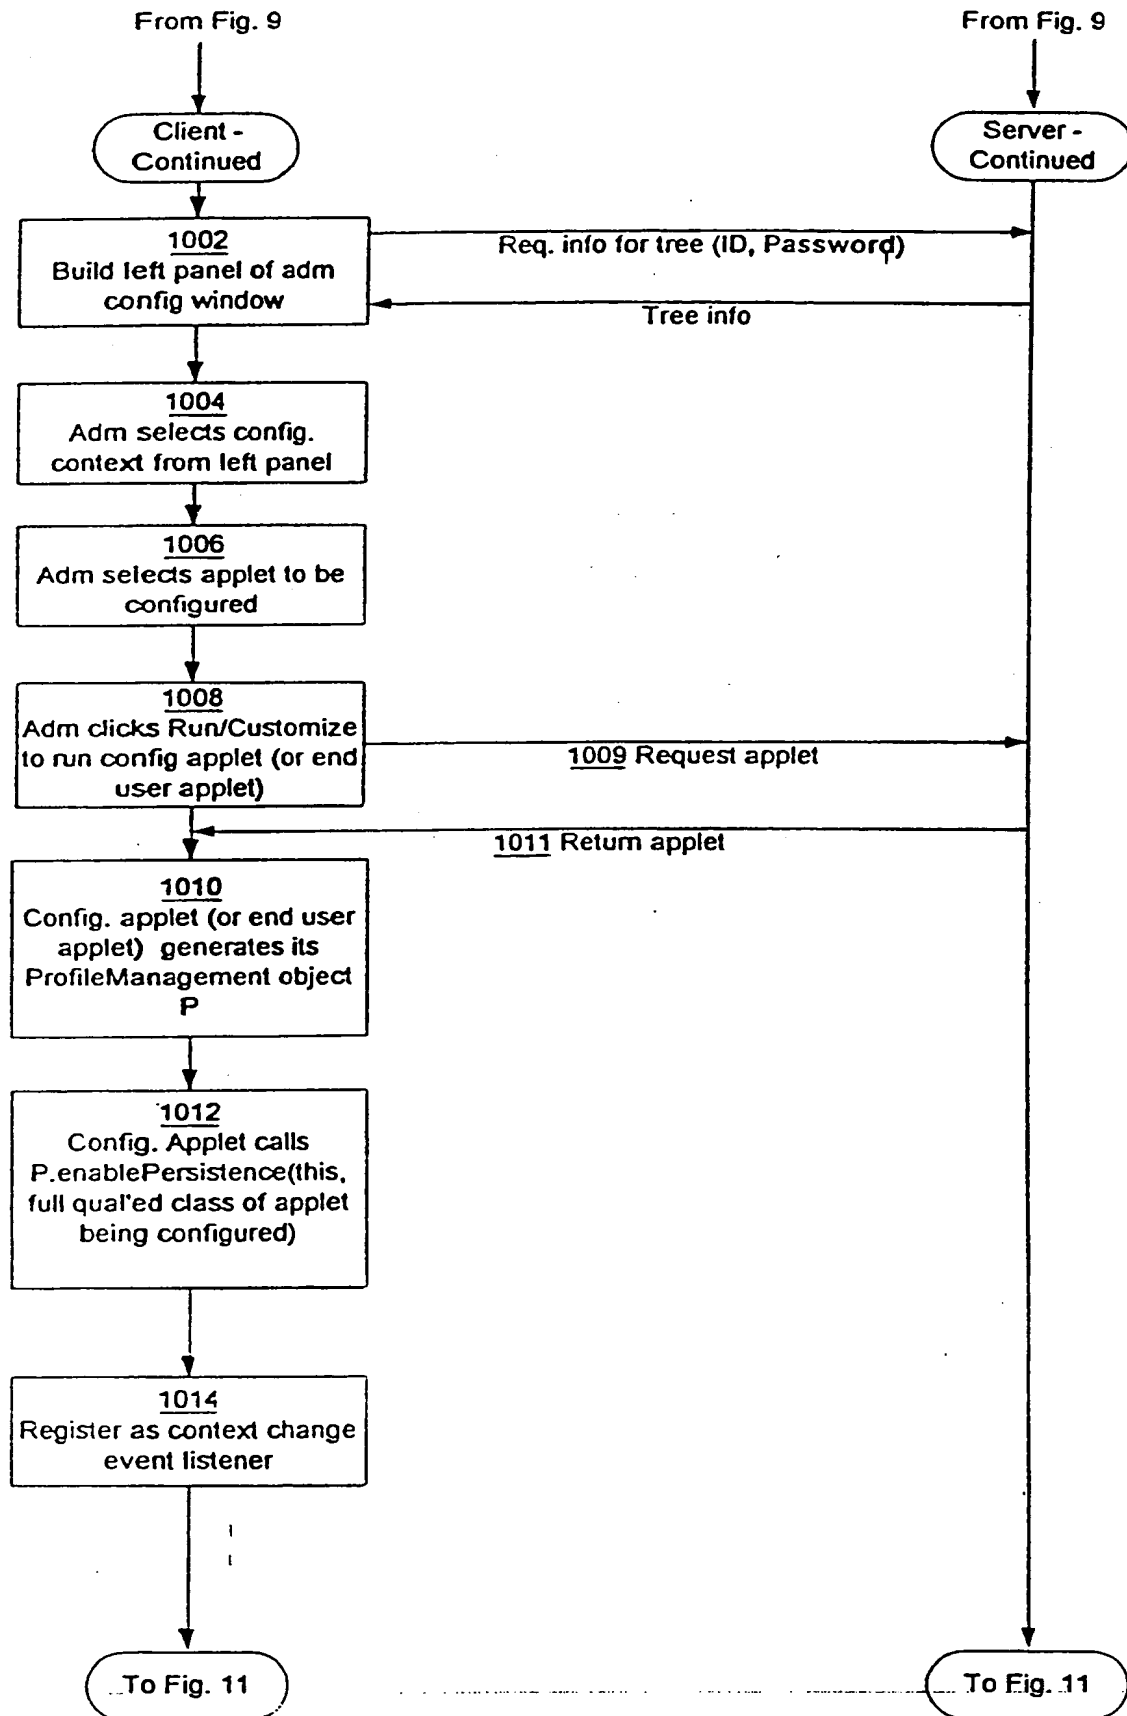 From Fig. 9
From Fig. 9
Client -
Continued
Server -
Continued
1002
Build left panel of adm
config window
Req. info for tree (ID, Password)
Tree info
1004
Adm selects config.
context from left panel
1006
Adm selects applet to be
configured
1008
Adm clicks Run/Customize
to run config applet (or end
user applet)
1009 Request applet
1011 Return applet
1010
Config. applet (or end user
applet) generates its
ProfileManagement object
P
1012
Config. Applet calls
P.enablePersistence(this,
full qual'ed class of applet
being configured)
1014
Register as context change
event listener
To Fig. 11
To Fig. 11